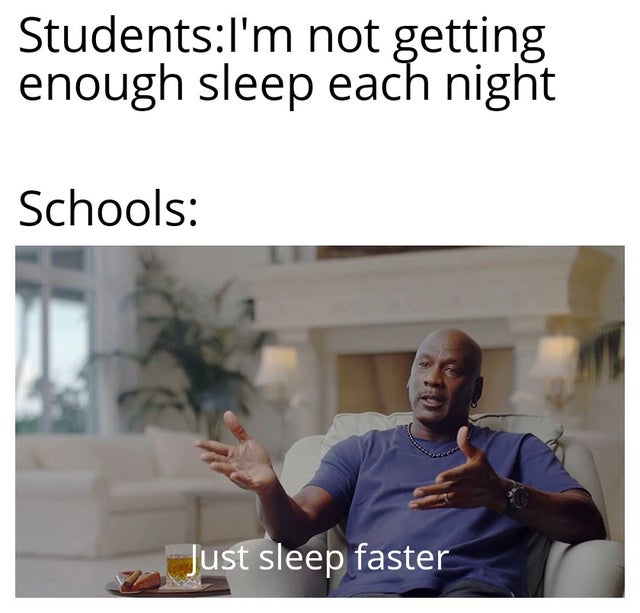 Students:I'm not getting
enough sleep each night
Schools:
Just sleep faster